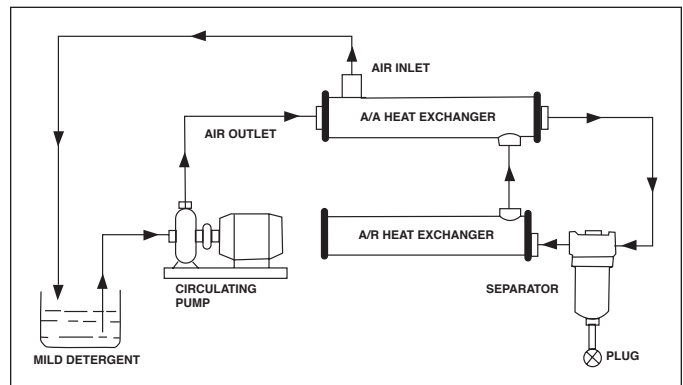 AIR INLET
A/A HEAT EXCHANGER
AIR OUTLET
A/R HEAT EXCHANGER
CIRCULATING
PUMP
SEPARATOR
MILD DETERGENT
PLUG